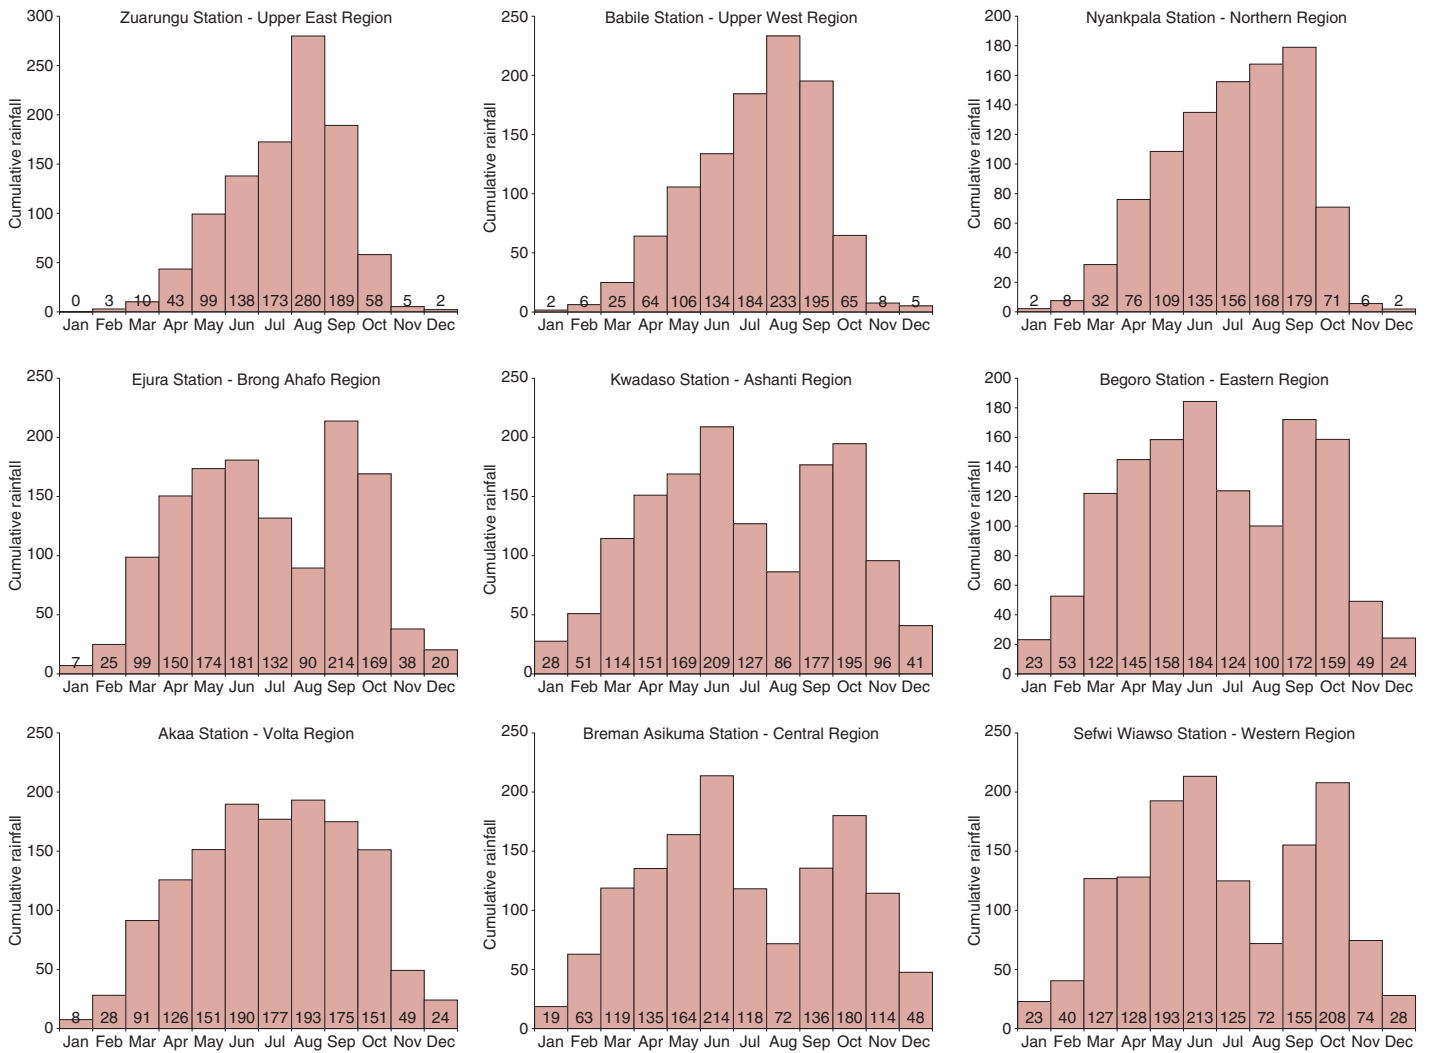 Zuarungu Station - Upper East Region
Cumulative rainfall
300
250
200
150
100
50
0
0 3 10 43 99 138 173 280 189 58 5 2
Jan Feb Mar Apr May Jun Jul Aug Sep Oct Nov Dec
Babile Station - Upper West Region
Cumulative rainfall
250
200
150
100
50
0
2 6 25 64 106 134 184 233 195 65 8 5
Jan Feb Mar Apr May Jun Jul Aug Sep Oct Nov Dec
Nyankpala Station - Northern Region
Cumulative rainfall
200
180
160
140
120
100
80
60
40
20
0
2 8 32 76 109 135 156 168 179 71 6 2
Jan Feb Mar Apr May Jun Jul Aug Sep Oct Nov Dec
Ejura Station - Brong Ahafo Region
Cumulative rainfall
250
200
150
100
50
0
7 25 99 150 174 181 132 90 214 169 38 20
Jan Feb Mar Apr May Jun Jul Aug Sep Oct Nov Dec
Kwadaso Station - Ashanti Region
Cumulative rainfall
250
200
150
100
50
0
28 51 114 151 169 209 127 86 177 195 96 41
Jan Feb Mar Apr May Jun Jul Aug Sep Oct Nov Dec
Begoro Station - Eastern Region
Cumulative rainfall
200
180
160
140
120
100
80
60
40
20
0
23 53 122 145 158 184 124 100 172 159 49 24
Jan Feb Mar Apr May Jun Jul Aug Sep Oct Nov Dec
Akaa Station - Volta Region
Cumulative rainfall
250
200
150
100
50
0
8 28 91 126 151 190 177 193 175 151 49 24
Jan Feb Mar Apr May Jun Jul Aug Sep Oct Nov Dec
Breman Asikuma Station - Central Region
Cumulative rainfall
250
200
150
100
50
0
19 63 119 135 164 214 118 72 136 180 114 48
Jan Feb Mar Apr May Jun Jul Aug Sep Oct Nov Dec
Sefwi Wiawso Station - Western Region
Cumulative rainfall
250
200
150
100
50
0
23 40 127 128 193 213 125 72 155 208 74 28
Jan Feb Mar Apr May Jun Jul Aug Sep Oct Nov Dec